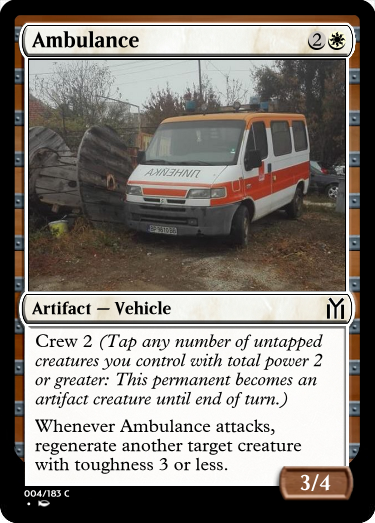 Ambulance
2
ЛИНЕЙКА
Artifact — Vehicle
Crew 2 (Tap any number of untapped
creatures you control with total power 2
or greater: This permanent becomes an
artifact creature until end of turn.)
Whenever Ambulance attacks,
regenerate another target creature
with toughness 3 or less.
3/4
004/183 C